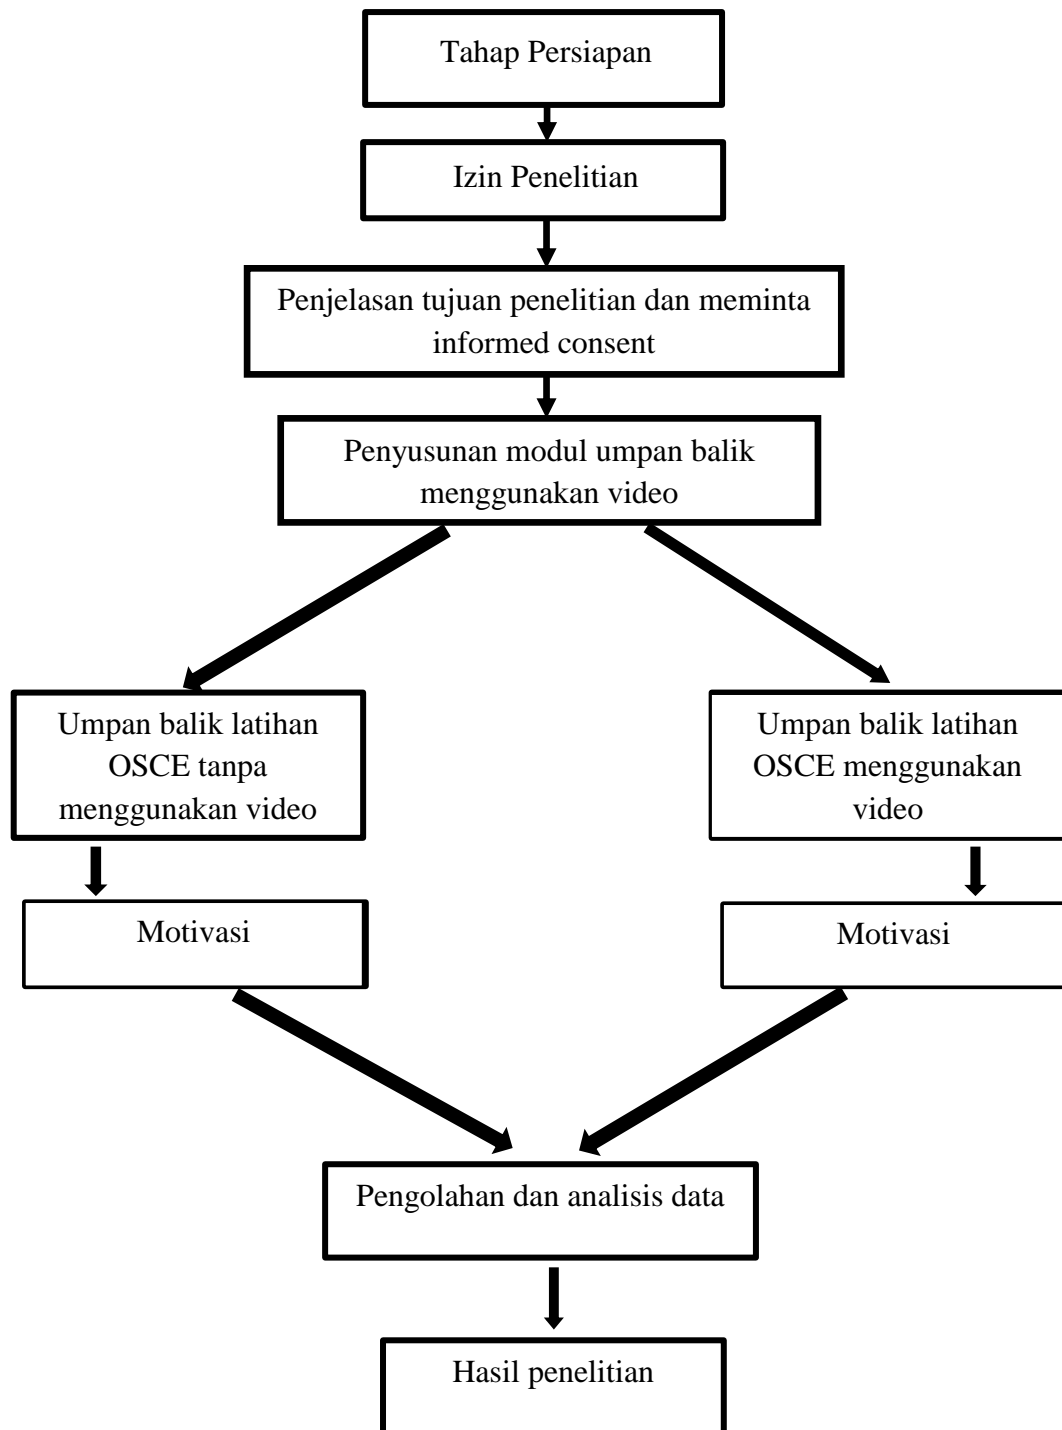 Tahap Persiapan
Izin Penelitian
Penjelasan tujuan penelitian dan meminta
informed consent
Penyusunan modul umpan balik
menggunakan video
Umpan balik latihan
OSCE tanpa
menggunakan video
Umpan balik latihan
OSCE menggunakan
video
Motivasi
Motivasi
Pengolahan dan analisis data
Hasil penelitian